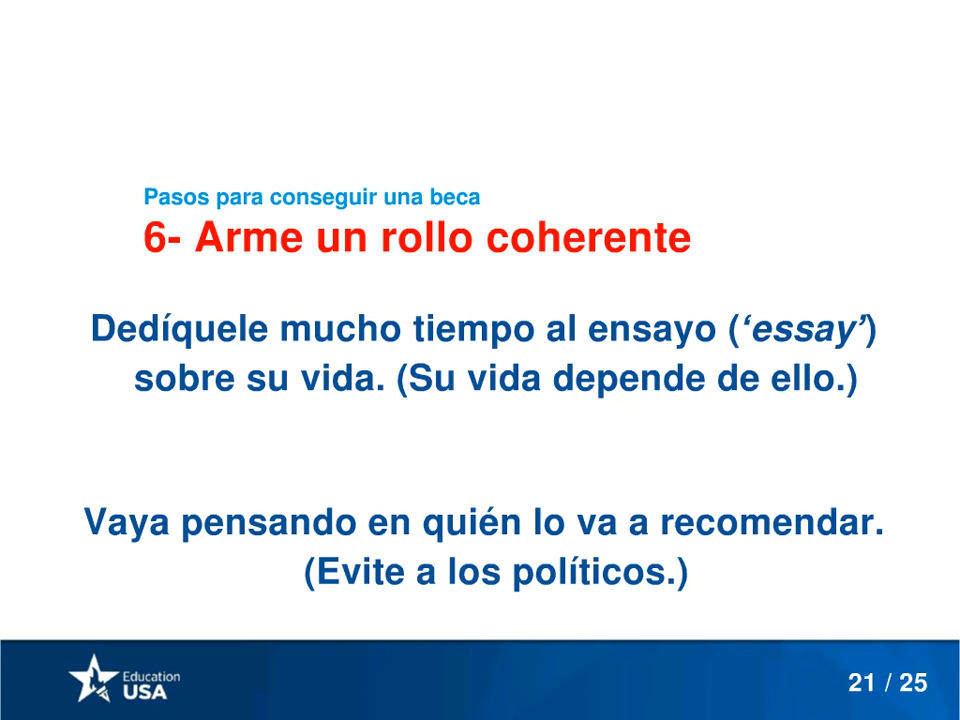 Pasos para conseguir una beca
6- Arme un rollo coherente
Dedíquele mucho tiempo al ensayo (‘essay’)
sobre su vida. (Su vida depende de ello.)
Vaya pensando en quién lo va a recomendar.
(Evite a los políticos.)
Education
USA
21 / 25